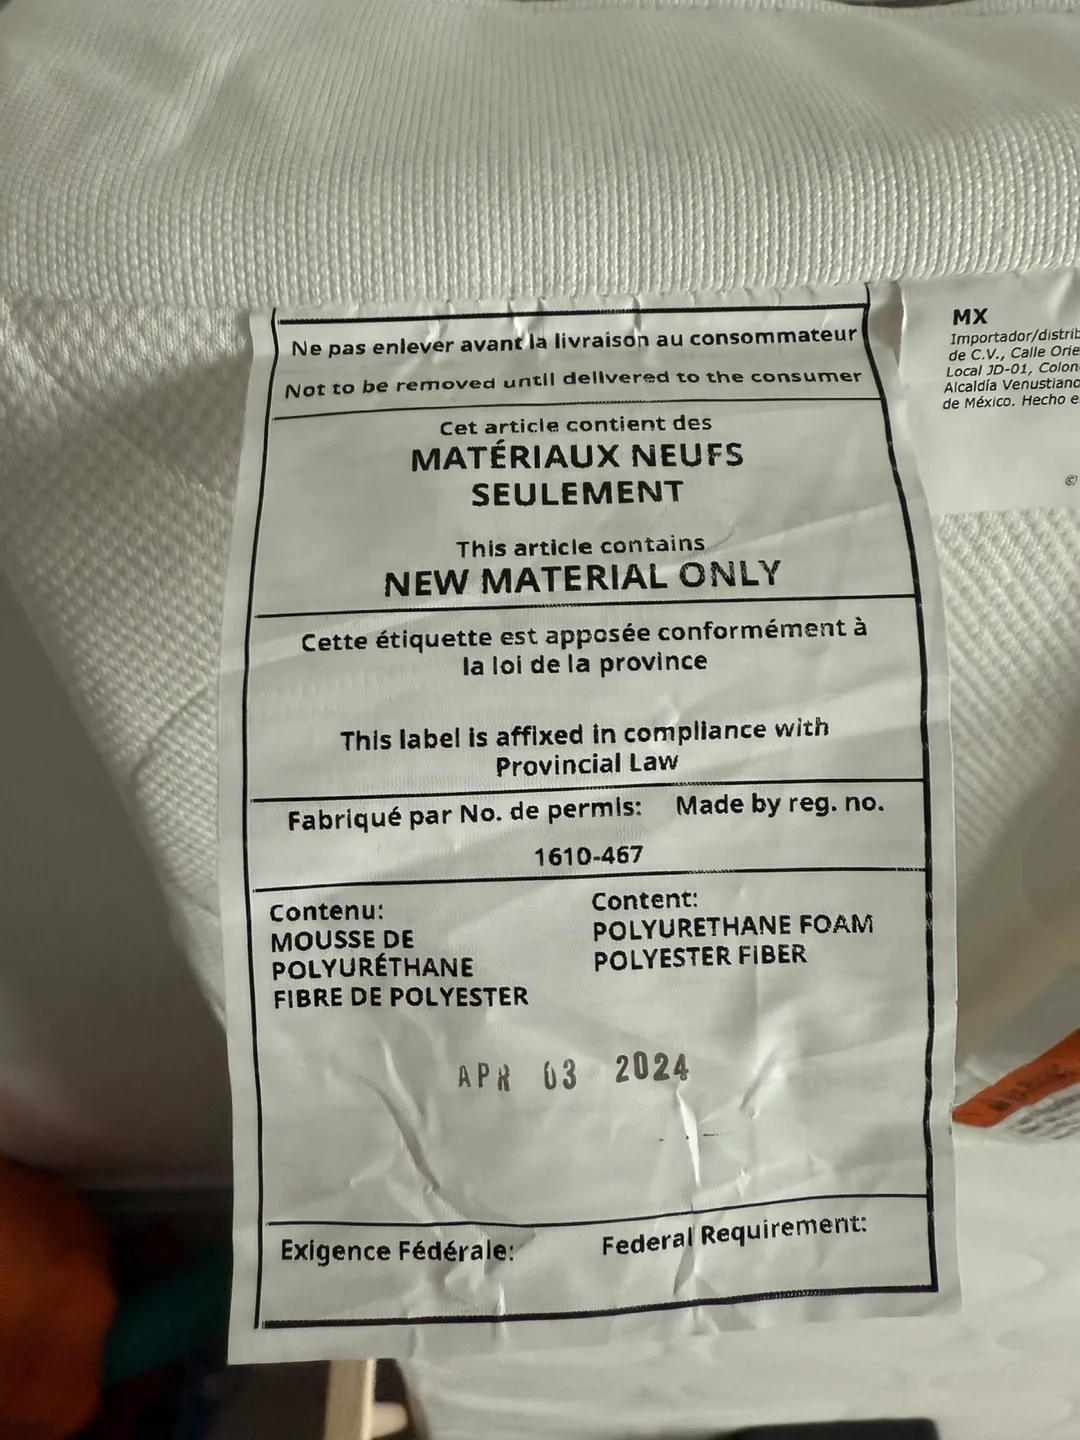 Ne pas enlever avant la livraison au consommateur
Not to be removed until delivered to the consumer
Cet article contient des
MATÉRIAUX NEUFS
SEULEMENT
This article contains
NEW MATERIAL ONLY
Cette étiquette est apposée conformément à
la loi de la province
This label is affixed in compliance with
Provincial Law
Fabriqué par No. de permis: Made by reg. no.
1610-467
Contenu:
MOUSSE DE
POLYURÉTHANE
FIBRE DE POLYESTER
Content:
POLYURETHANE FOAM
POLYESTER FIBER
APR 03 2024
Exigence Fédérale: Federal Requirement:
MX
Importador/distrib
de C.V., Calle Orie
Local JD-01, Colon
Alcaldía Venustiano
de México. Hecho e
©